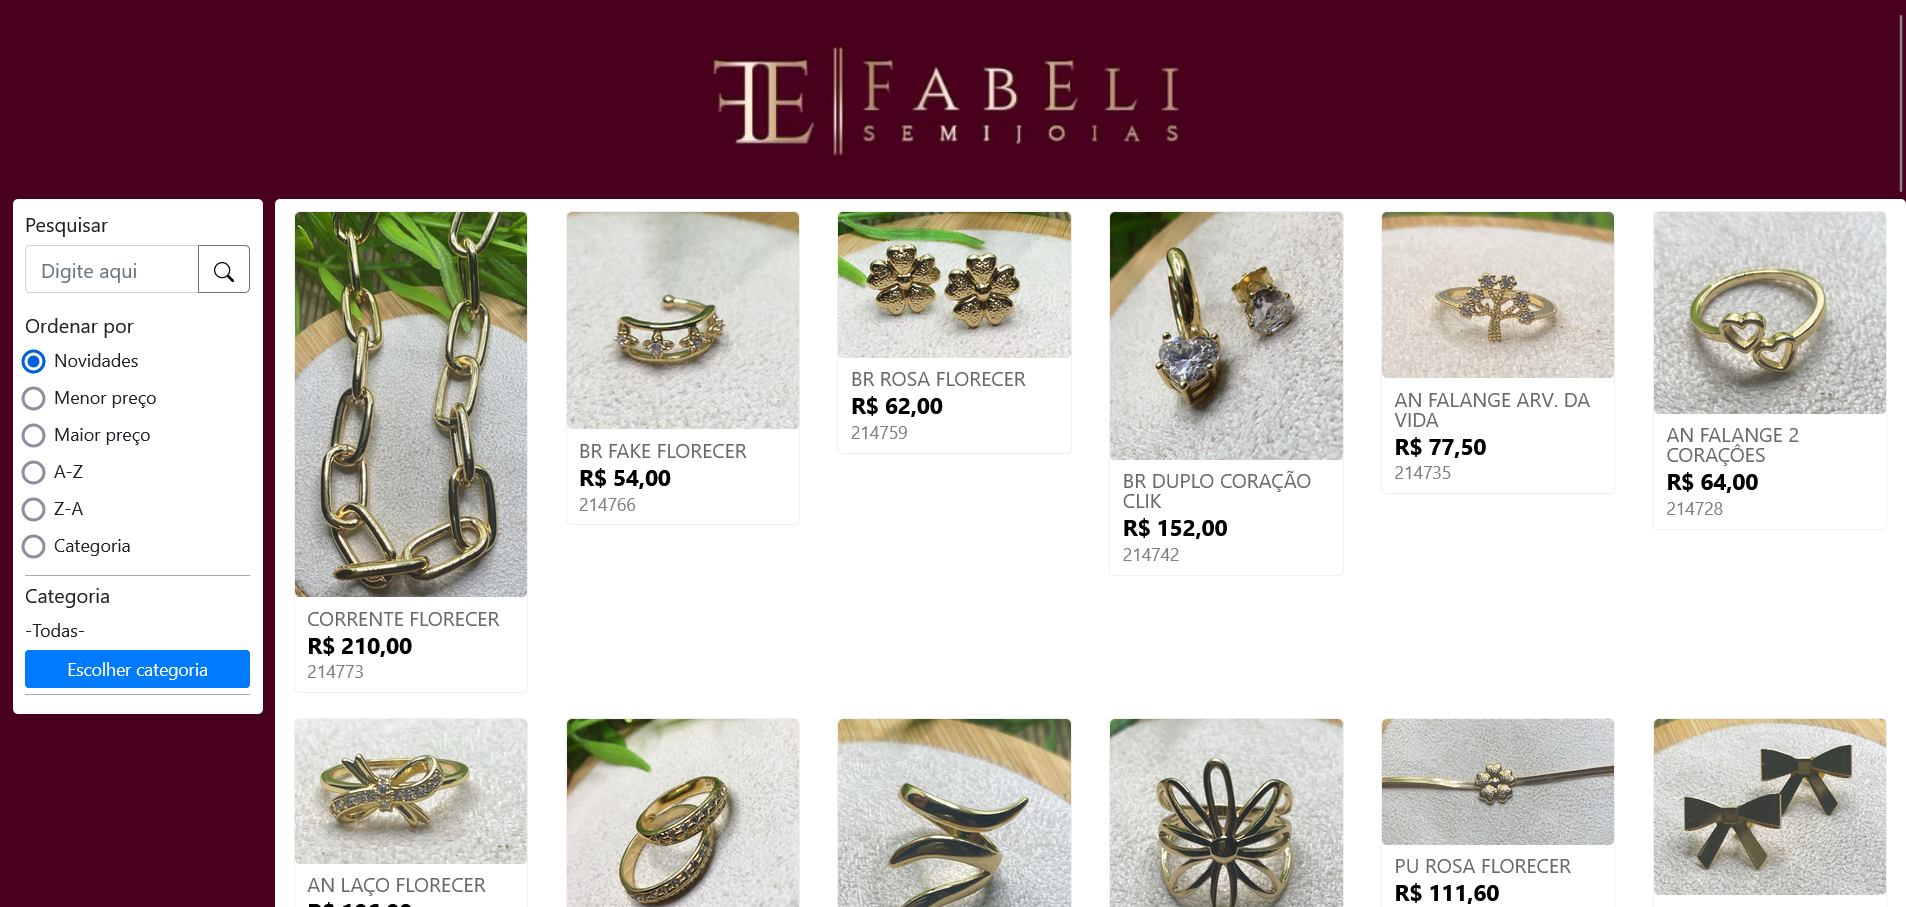 FE FABELI
SEMIJOIAS
Pesquisar
Digite aqui
Ordenar por
Novidades
Menor preço
Maior preço
A-Z
Z-A
Categoria
Categoria
-Todas-
Escolher categoria
CORRENTE FLORECER
R$ 210,00
214773
BR FAKE FLORECER
R$ 54,00
214766
BR ROSA FLORECER
R$ 62,00
214759
BR DUPLO CORAÇÃO
CLIK
R$ 152,00
214742
AN FALANGE ARV. DA
VIDA
R$ 77,50
214735
AN FALANGE 2
CORAÇÔES
R$ 64,00
214728
AN LAÇO FLORECER
PU ROSA FLORECER
R$ 111,60